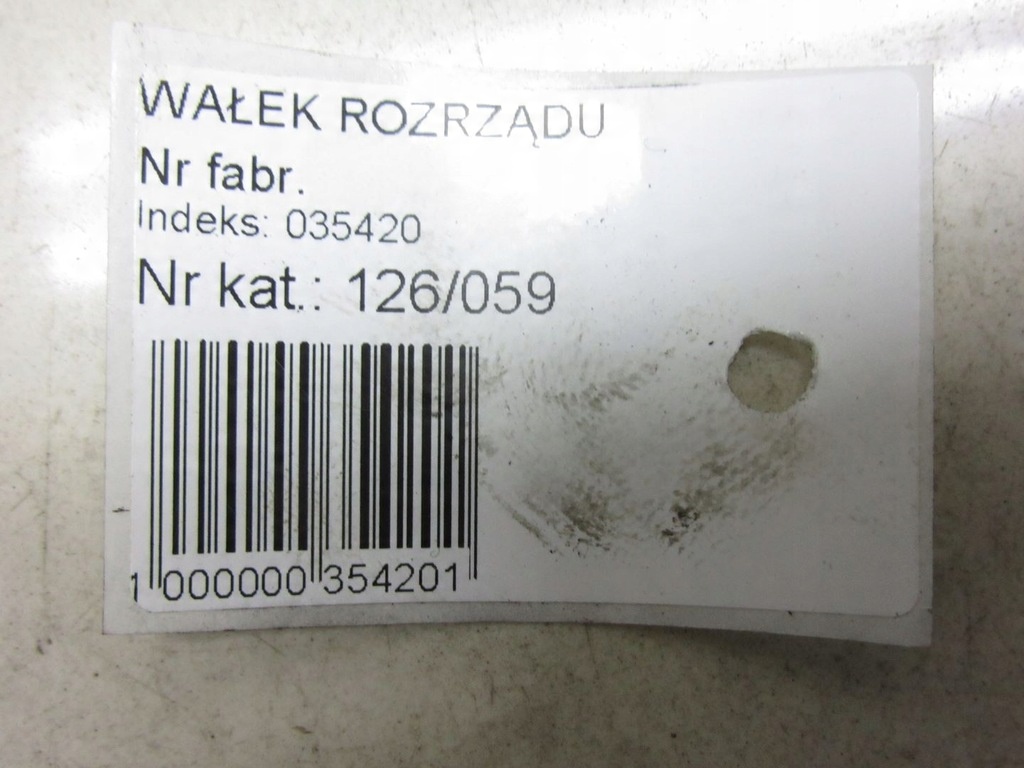 WAŁEK ROZRZĄDU
Nr fabr.
Indeks: 035420
Nr kat.: 126/059
1 000000 354201